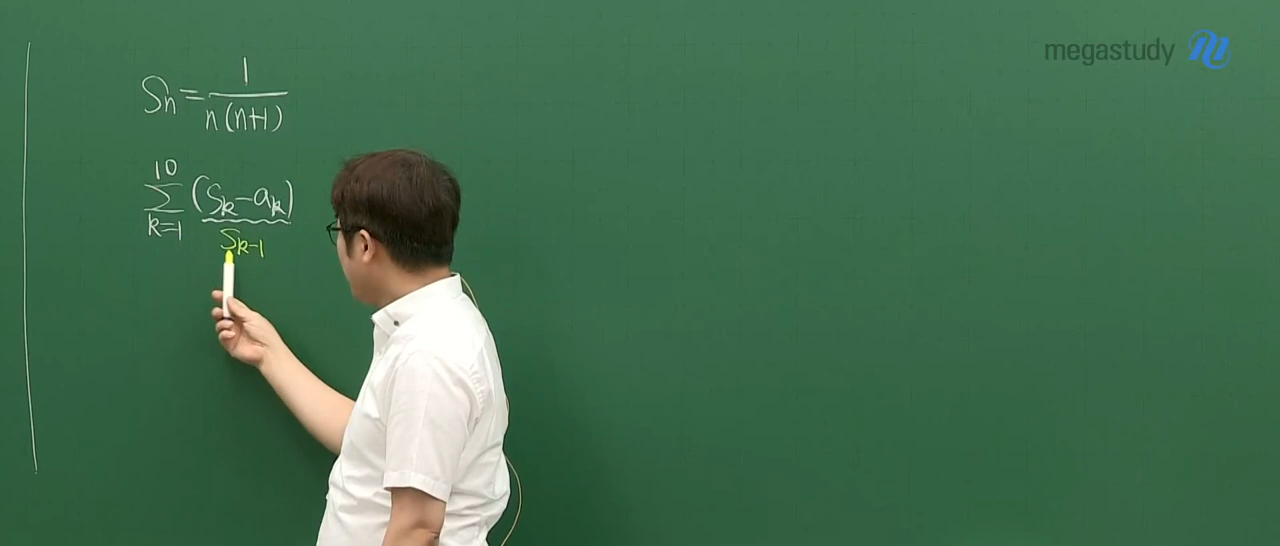 megastudy
Sn = 1/n(n+1)
10
Σ (Sk-ak)
k=1
Sk-1